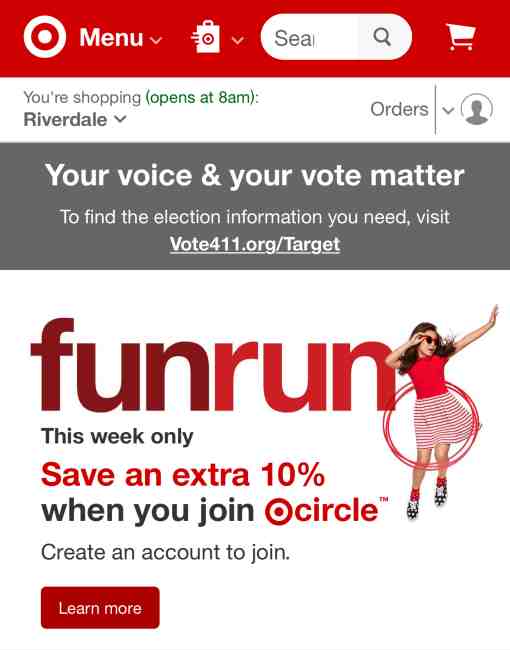 Menu
Sea
You're shopping (opens at 8am):
Riverdale
Orders
Your voice & your vote matter
To find the election information you need, visit
Vote411.org/Target
funrun
This week only
Save an extra 10%
when you join circle™
Create an account to join.
Learn more